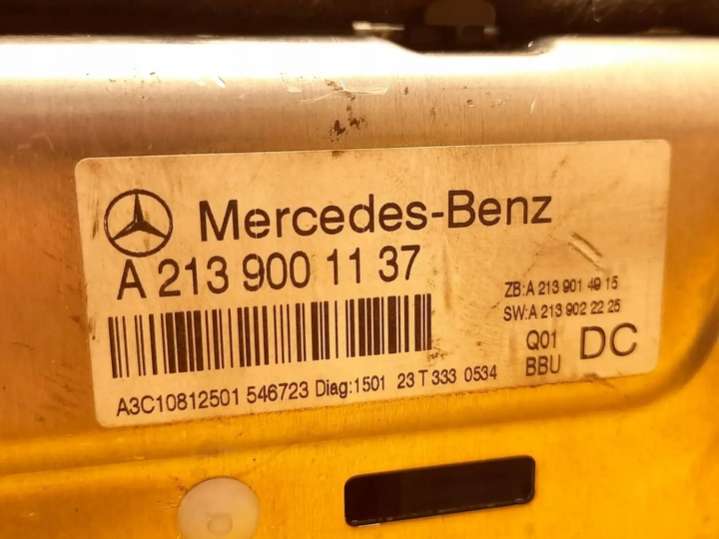 Mercedes-Benz
A 213 900 11 37
ZB:A 213 901 49 15
SW:A 213 902 22 25
Q01
BBU
DC
A3C10812501 546723 Diag:1501 23 T 333 0534